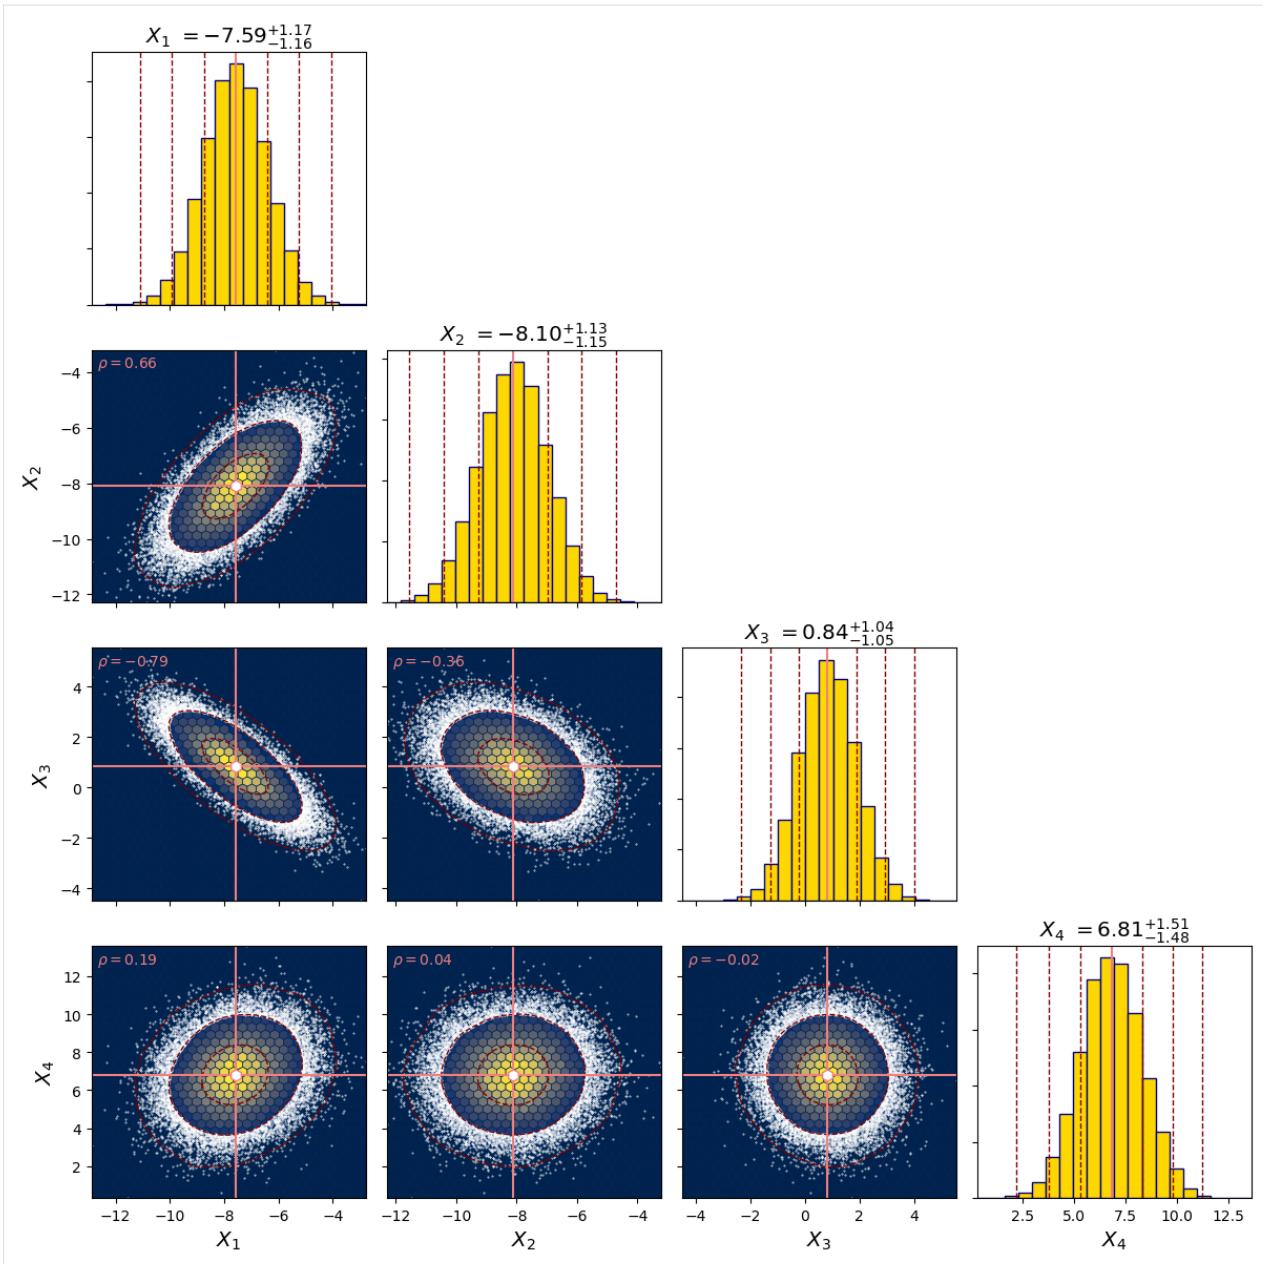 X₁ = −7.59 +1.17 −1.16
ρ = 0.66
X₂ = −8.10 +1.13 −1.15
−4
−6
−8
−10
−12
X₂
ρ = −0.79
ρ = −0.36
X₃ = 0.84 +1.04 −1.05
4
2
0
−2
−4
X₃
ρ = 0.19
ρ = 0.04
ρ = −0.02
X₄ = 6.81 +1.51 −1.48
12
10
8
6
4
2
X₄
−12 −10 −8 −6 −4
−12 −10 −8 −6 −4
−4 −2 0 2 4
2.5 5.0 7.5 10.0 12.5
X₁
X₂
X₃
X₄